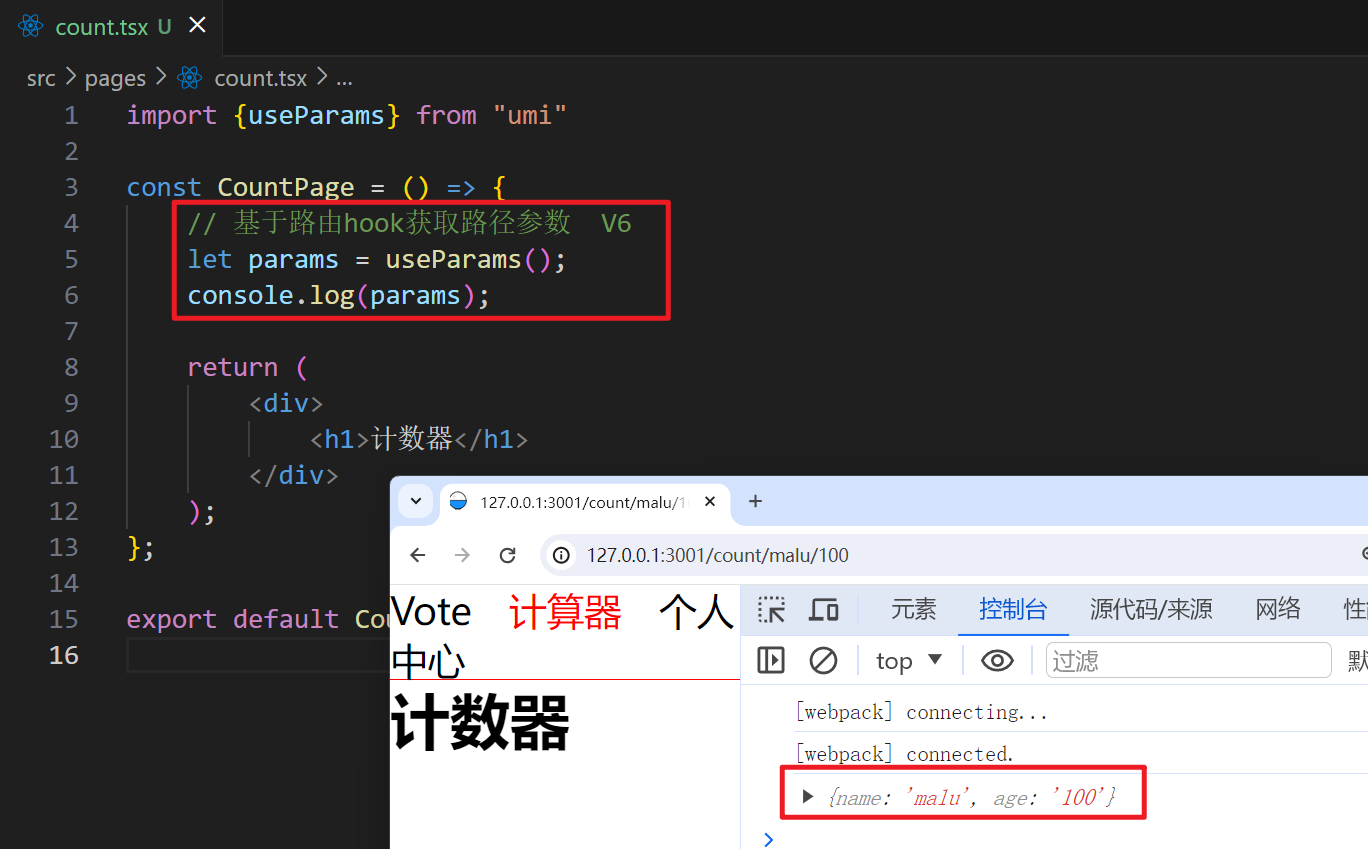 count.tsx U
src > pages > count.tsx > ...
1 import {useParams} from "umi"
2
3 const CountPage = () => {
4 // 基于路由hook获取路径参数 V6
5 let params = useParams();
6 console.log(params);
7
8 return (
9 <div>
10 <h1>计数器</h1>
11 </div>
12 );
13 };
14
15 export default Cou
16
127.0.0.1:3001/count/malu/1
127.0.0.1:3001/count/malu/100
Vote 计算器 个人
中心
计数器
元素 控制台 源代码/来源 网络 性
top 过滤 默
[webpack] connecting...
[webpack] connected.
{name: 'malu', age: '100'}